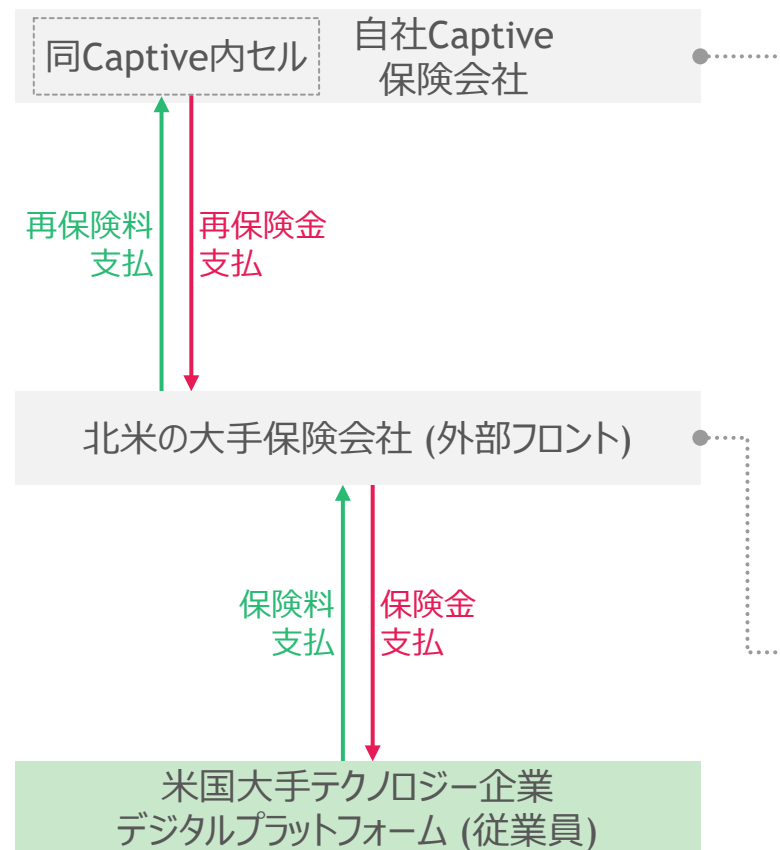 同Captive内セル
自社Captive
保険会社
再保険料
支払
再保険金
支払
北米の大手保険会社 (外部フロント)
保険料
支払
保険金
支払
米国大手テクノロジー企業
デジタルプラットフォーム (従業員)